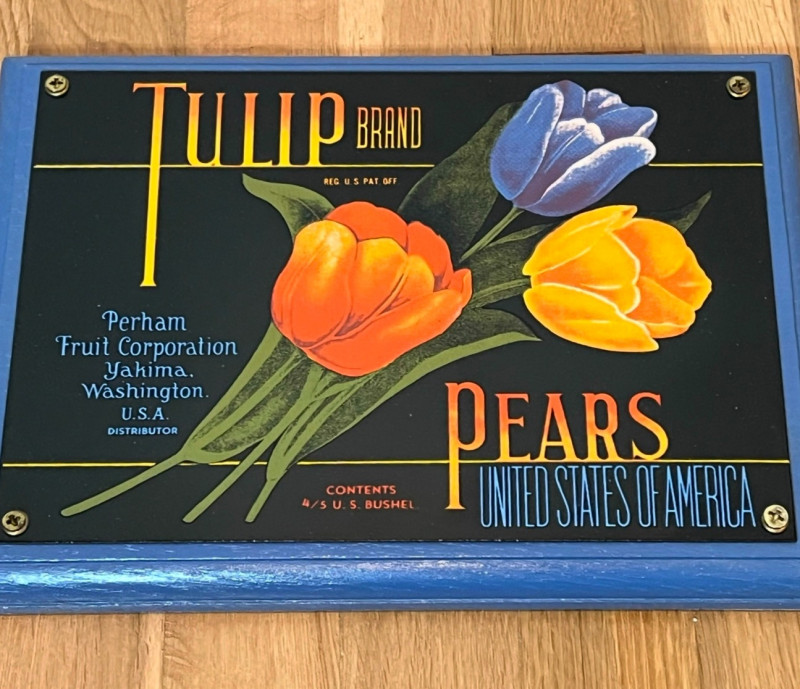 TULIP BRAND
REG. U.S. PAT. OFF.
Perham
Fruit Corporation
Yakima,
Washington.
U.S.A.
DISTRIBUTOR
PEARS
UNITED STATES OF AMERICA
CONTENTS
4/5 U.S. BUSHEL